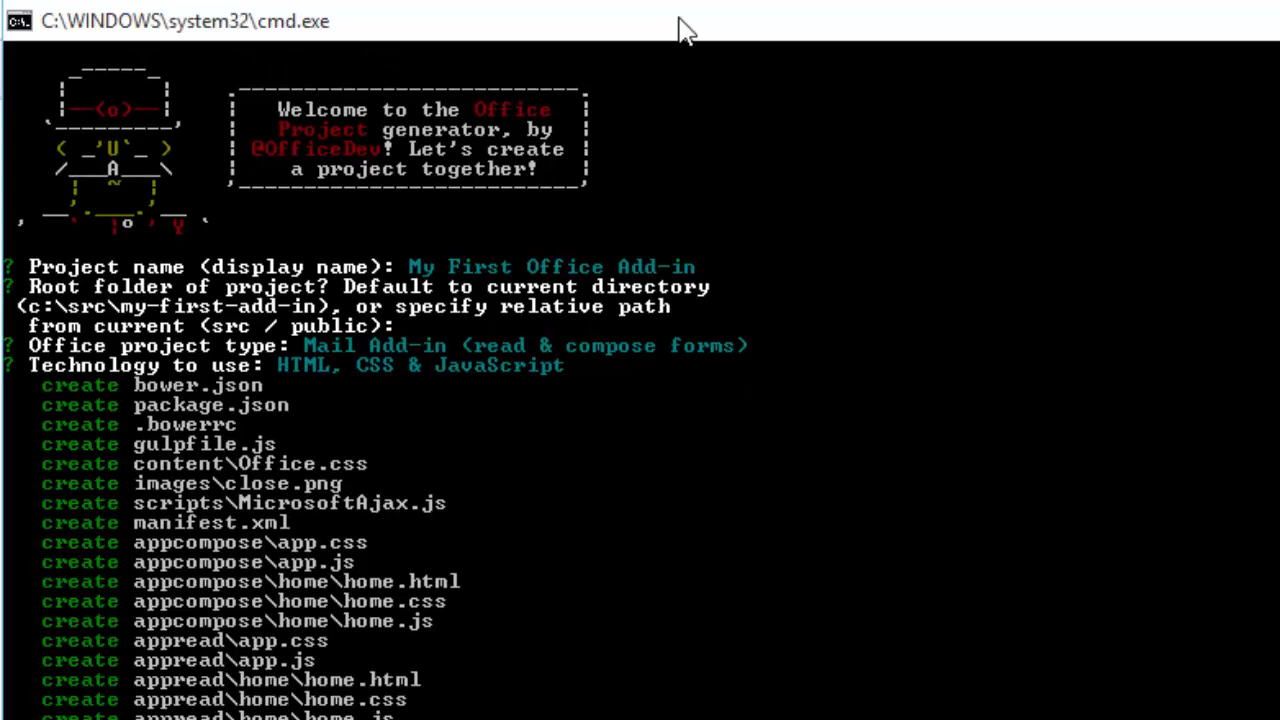 C:\WINDOWS\system32\cmd.exe
Welcome to the Office
Project generator, by
@OfficeDev! Let's create
a project together!
? Project name (display name): My First Office Add-in
? Root folder of project? Default to current directory
(c:\src\my-first-add-in), or specify relative path
from current (src / public):
? Office project type: Mail Add-in (read & compose forms)
? Technology to use: HTML, CSS & JavaScript
create bower.json
create package.json
create .bowerrc
create gulpfile.js
create content\Office.css
create images\close.png
create scripts\MicrosoftAjax.js
create manifest.xml
create appcompose\app.css
create appcompose\app.js
create appcompose\home\home.html
create appcompose\home\home.css
create appcompose\home\home.js
create appread\app.css
create appread\app.js
create appread\home\home.html
create appread\home\home.css
create appread\home\home.js